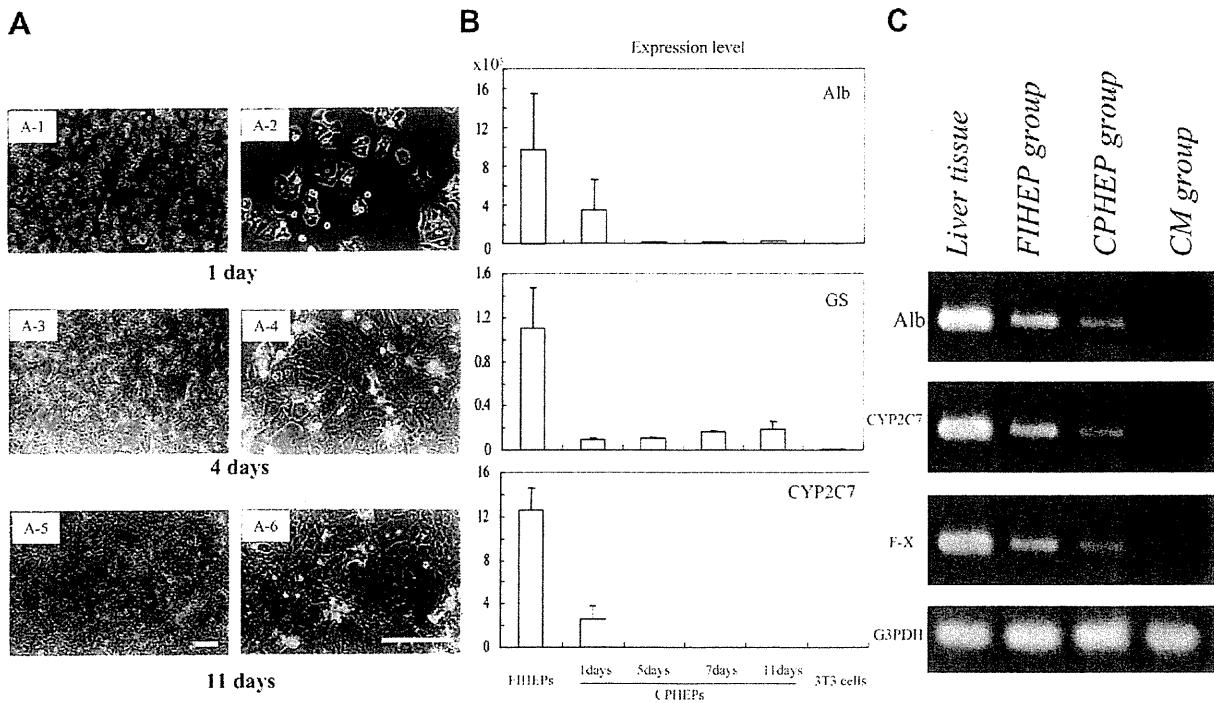 A
A-1
A-2
1 day
A-3
A-4
4 days
A-5
A-6
11 days
B
Expression level
16
12
8
4
0
Alb
1.6
1.2
0.8
0.4
0
GS
16
12
8
4
0
CYP2C7
FIHEPs
1days
5days
7days
11days
3T3 cells
CPHEPs
C
Liver tissue
FIHEP group
CPHEP group
CM group
Alb
CYP2C7
F-X
G3PDH